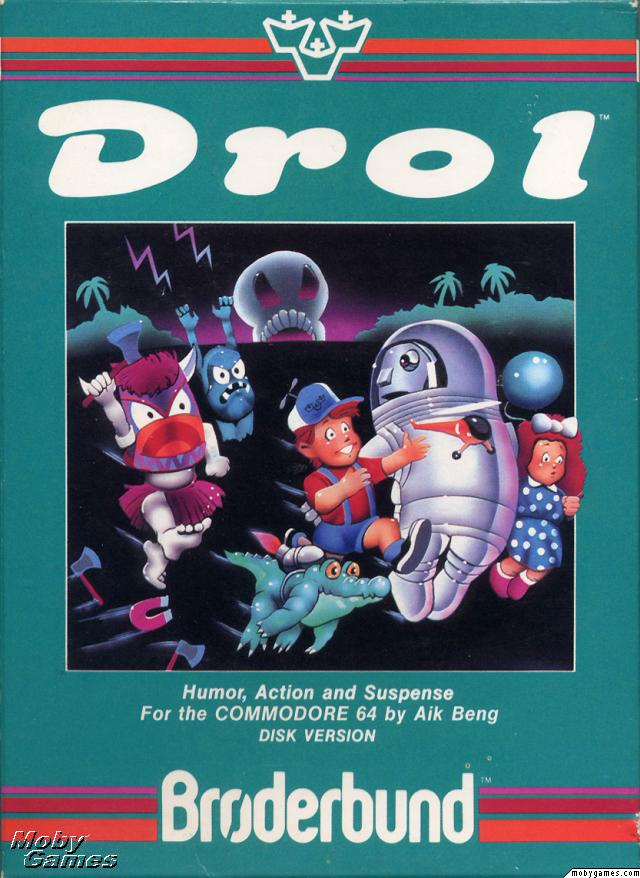 Drol™
Humor, Action and Suspense
For the COMMODORE 64 by Aik Beng
DISK VERSION
Brøderbund™
Moby
Games
mobygames.com